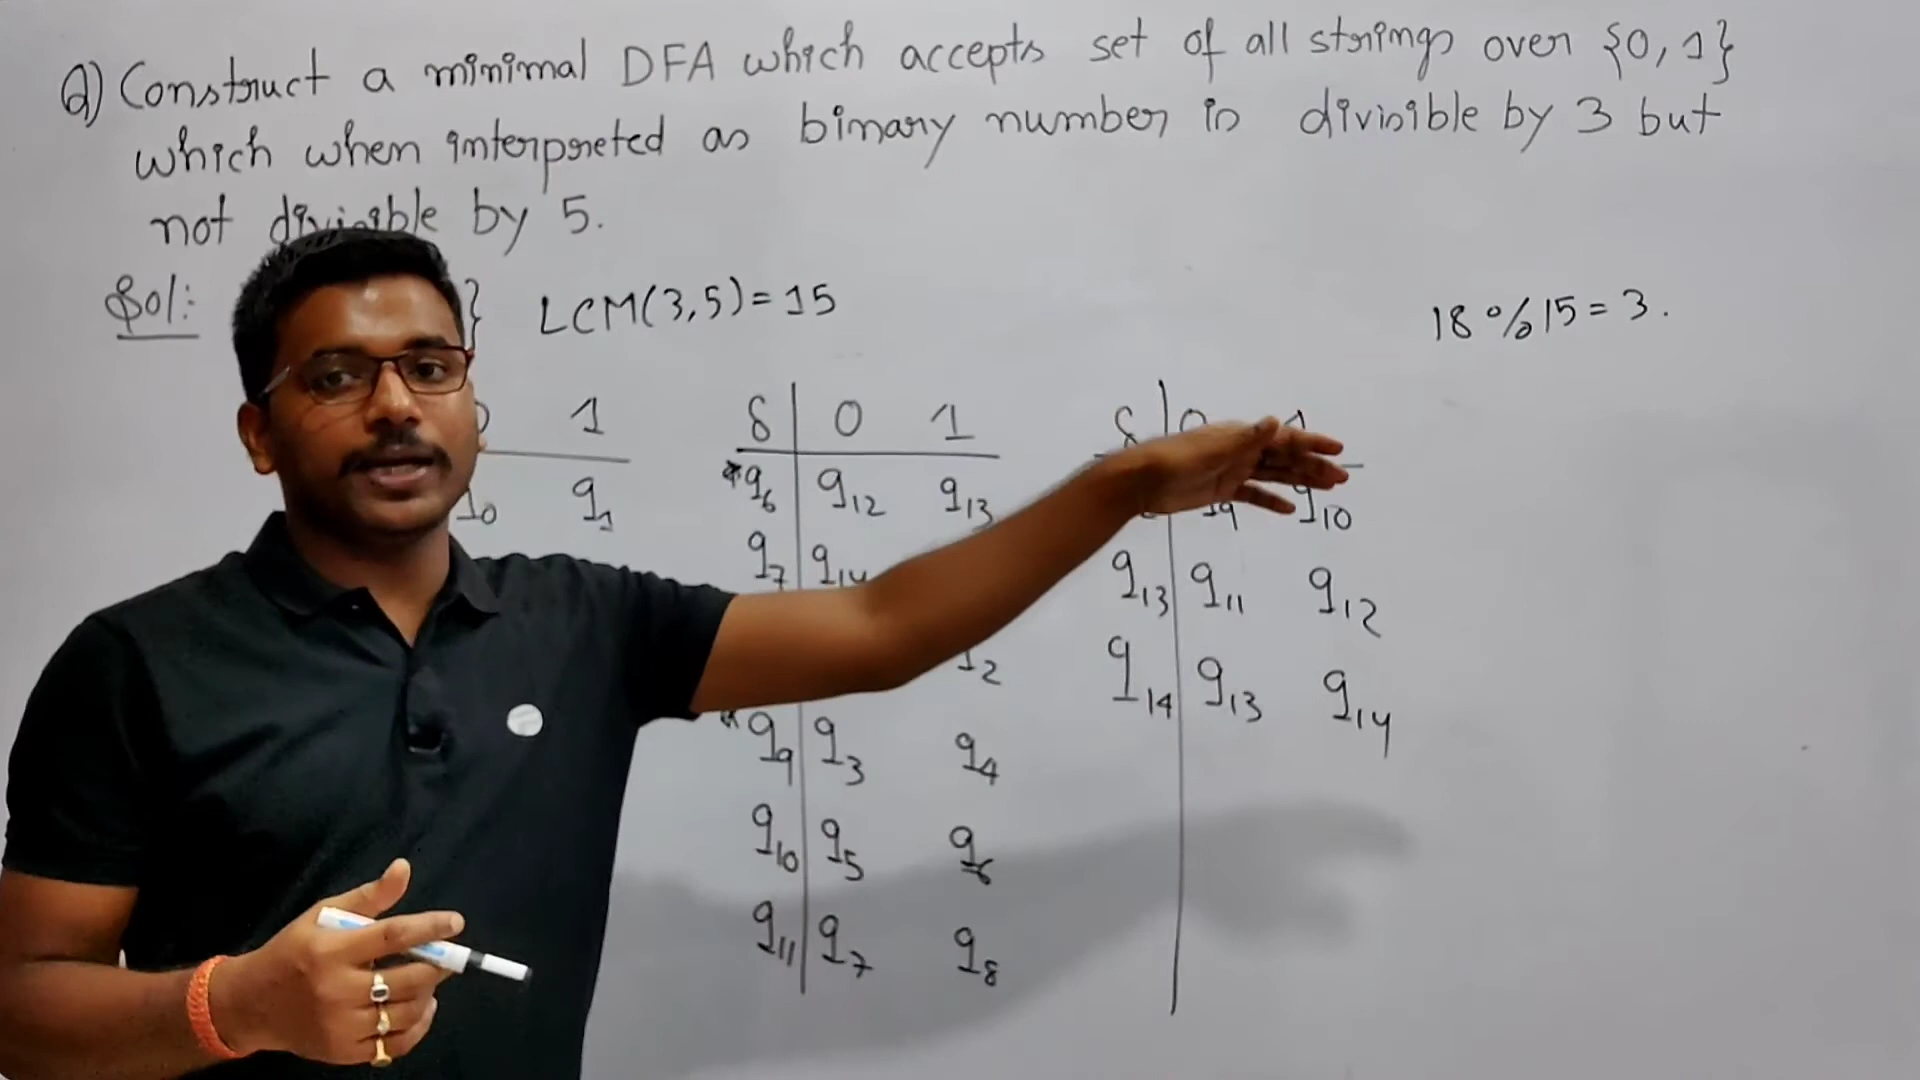 Q) Construct a minimal DFA which accepts set of all strings over {0,1}
which when interpreted as binary number is divisible by 3 but
not divisible by 5.
Sol: } LCM(3,5)=15 18%15=3.
1
q1
δ 0 1
*q6 q12 q13
q7 q14
q9 q3 q4
q10 q5 q6
q11 q7 q8
δ 0 1
q10
q13 q11 q12
q14 q13 q14